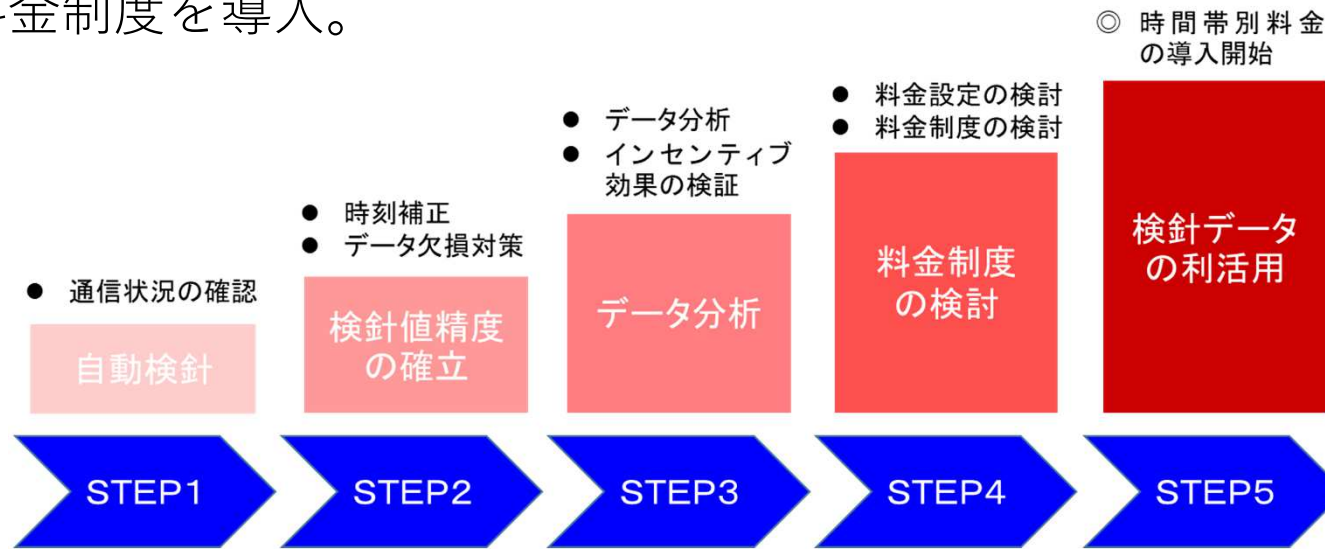 料金制度を導入。
● 通信状況の確認
自動検針
STEP1
● 時刻補正
● データ欠損対策
検針値精度
の確立
STEP2
● データ分析
● インセンティブ
効果の検証
データ分析
STEP3
● 料金設定の検討
● 料金制度の検討
料金制度
の検討
STEP4
◎ 時間帯別料金
の導入開始
検針データ
の利活用
STEP5